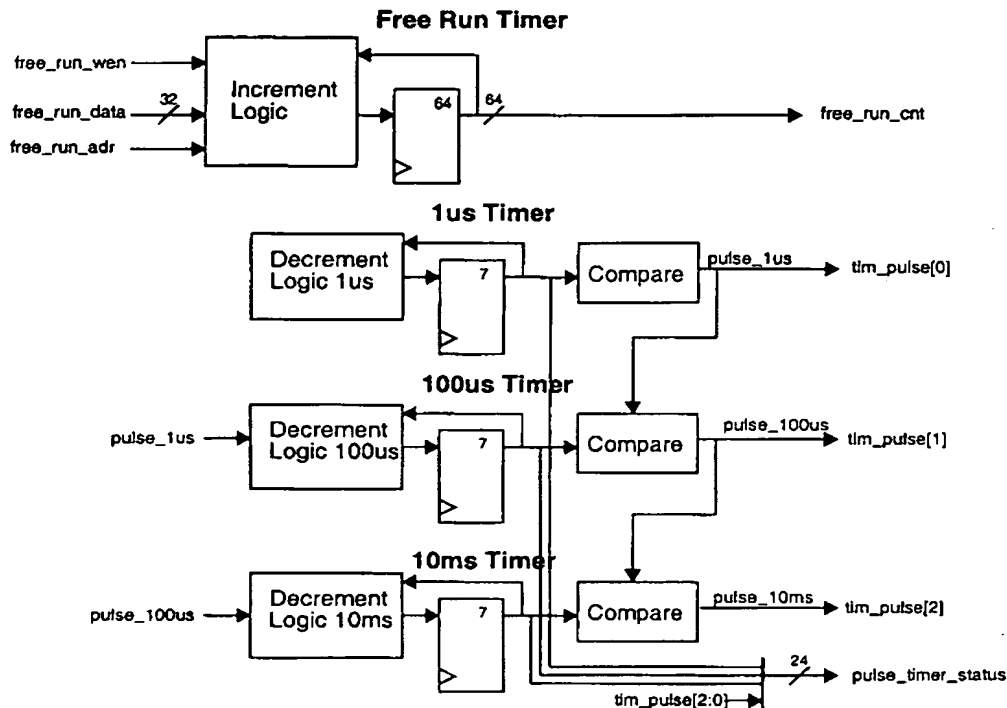 Free Run Timer
free_run_wen
free_run_data
32
free_run_adr
Increment
Logic
64
64
free_run_cnt
1us Timer
Decrement
Logic 1us
7
Compare
pulse_1us
tim_pulse[0]
100us Timer
pulse_1us
Decrement
Logic 100us
7
Compare
pulse_100us
tim_pulse[1]
10ms Timer
pulse_100us
Decrement
Logic 10ms
7
Compare
pulse_10ms
tim_pulse[2]
24
pulse_timer_status
tim_pulse[2:0]